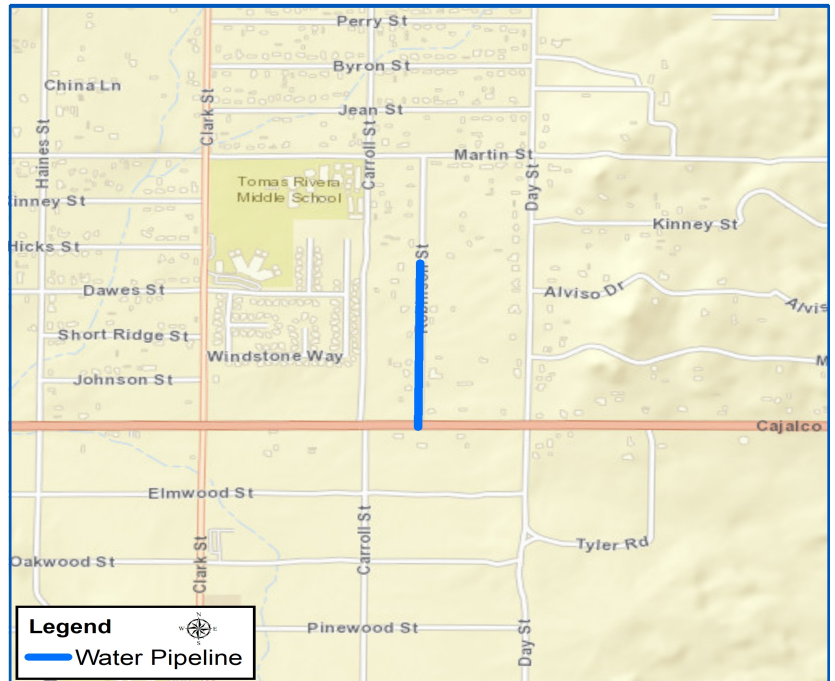 Perry St
Byron St
China Ln
Jean St
Clark St
Carroll St
Haines St
Martin St
Day St
Tomas Rivera
Middle School
inney St
Kinney St
Hicks St
Robinson St
Dawes St
Alviso Dr
Alvis
Short Ridge St
Windstone Way
M
Johnson St
Cajalco
Elmwood St
Carroll St
Clark St
Tyler Rd
Oakwood St
Pinewood St
Day St
Legend
N
W E
S
Water Pipeline